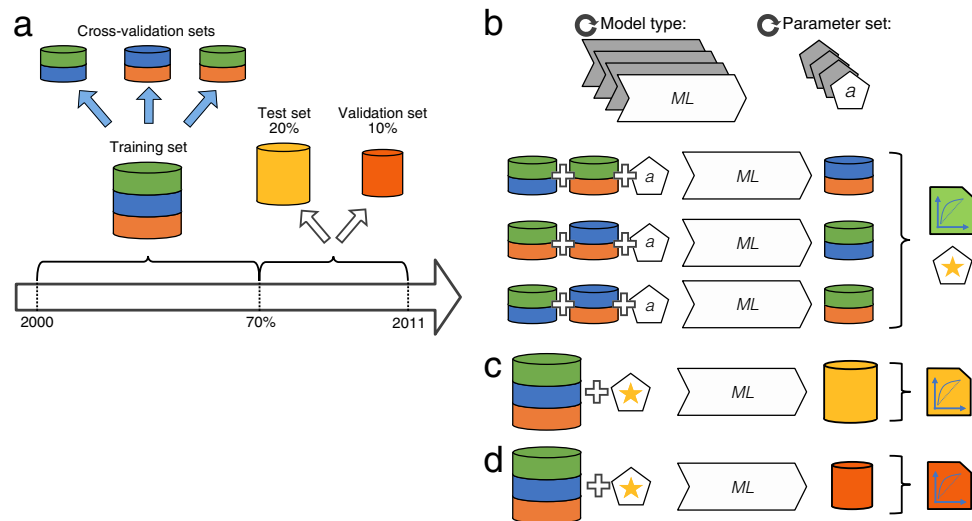 a
Cross-validation sets
Training set
Test set
20%
Validation set
10%
2000
70%
2011
b
Model type:
Parameter set:
ML
a
a
ML
a
ML
a
ML
c
ML
d
ML